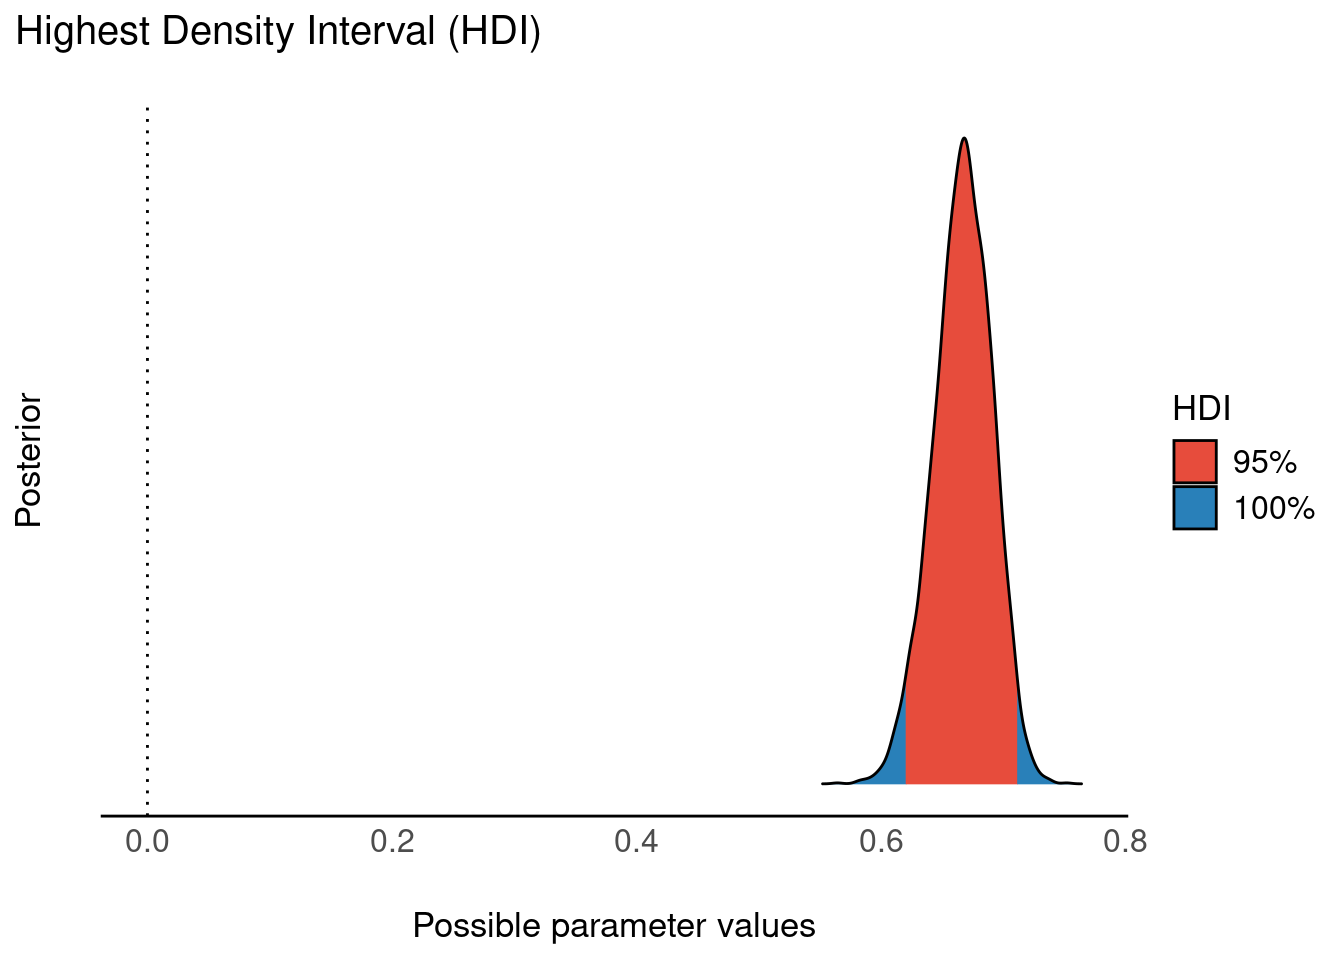 Highest Density Interval (HDI)
Posterior
HDI
95%
100%
0.0 0.2 0.4 0.6 0.8
Possible parameter values